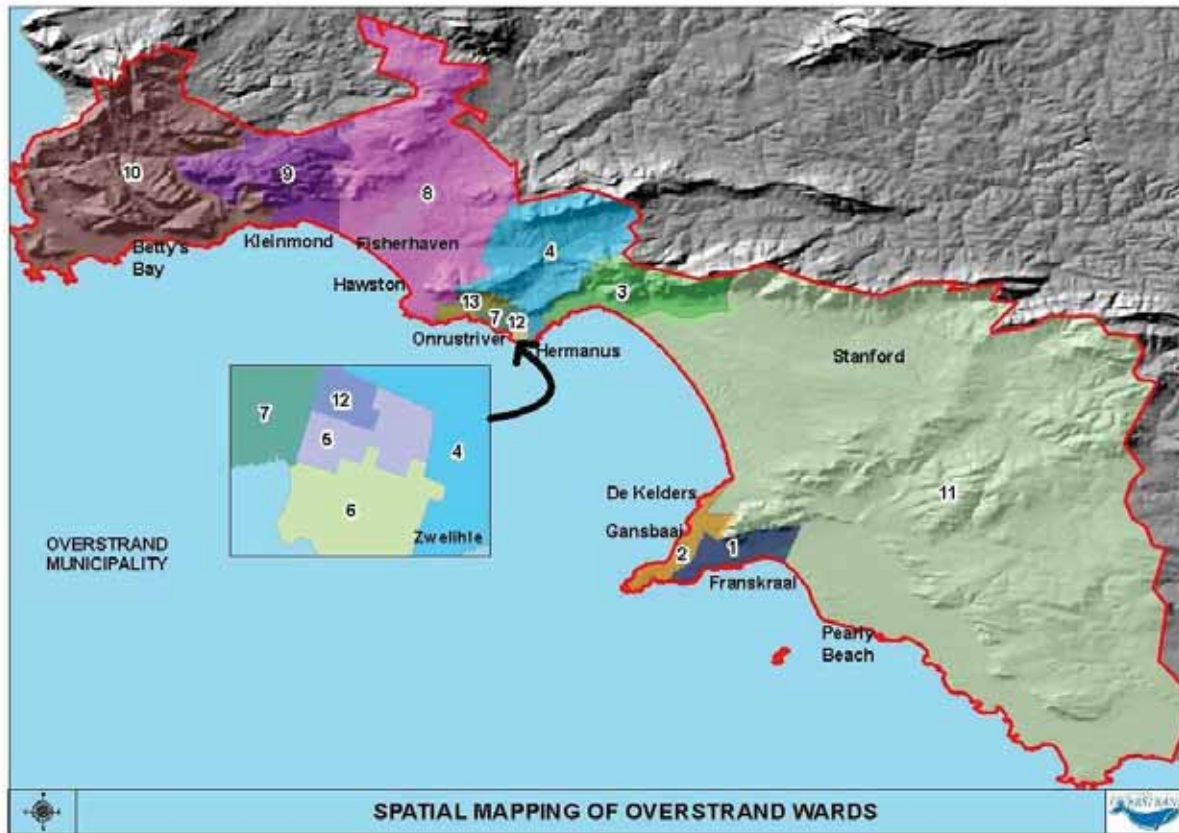 10
9
8
Betty's
Bay
Kleinmond
Fisherhaven
4
Hawston
13
3
7
12
Onrustriver
Hermanus
Stanford
7
12
6
4
6
Zwelihle
De Kelders
11
Gansbaai
2
1
Franskraal
OVERSTRAND
MUNICIPALITY
Pearly
Beach
SPATIAL MAPPING OF OVERSTRAND WARDS
OVERSTRAND